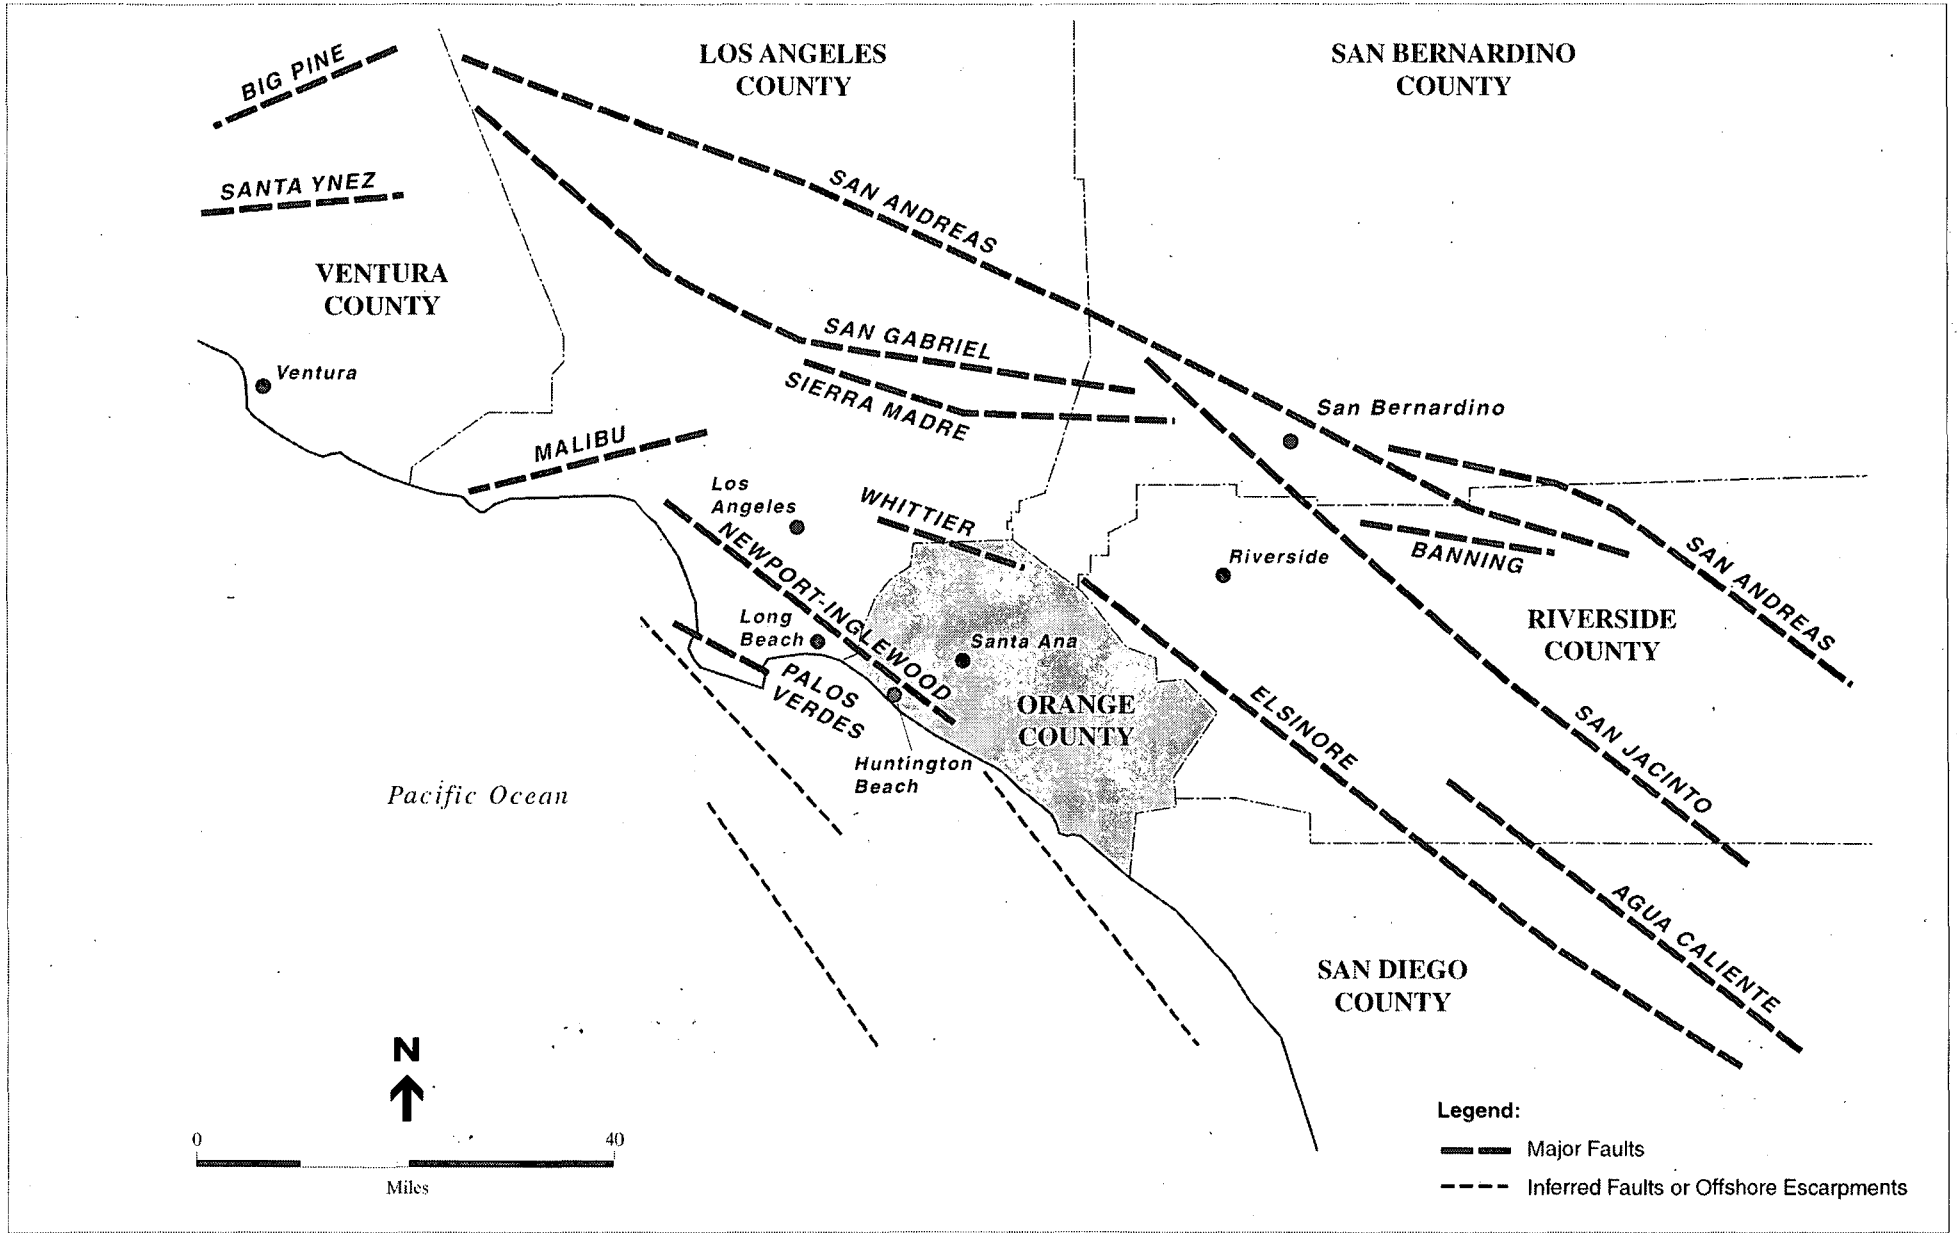 BIG PINE
LOS ANGELES
COUNTY
SAN BERNARDINO
COUNTY
SANTA YNEZ
SAN ANDREAS
VENTURA
COUNTY
SAN GABRIEL
Ventura
SIERRA MADRE
San Bernardino
MALIBU
Los
Angeles
WHITTIER
NEWPORT-INGLEWOOD
Riverside
BANNING
SAN ANDREAS
RIVERSIDE
COUNTY
Long
Beach
Santa Ana
PALOS
VERDES
ORANGE
COUNTY
ELSINORE
SAN JACINTO
Huntington
Beach
Pacific Ocean
AGUA CALIENTE
SAN DIEGO
COUNTY
N
0 40
Miles
Legend:
Major Faults
Inferred Faults or Offshore Escarpments